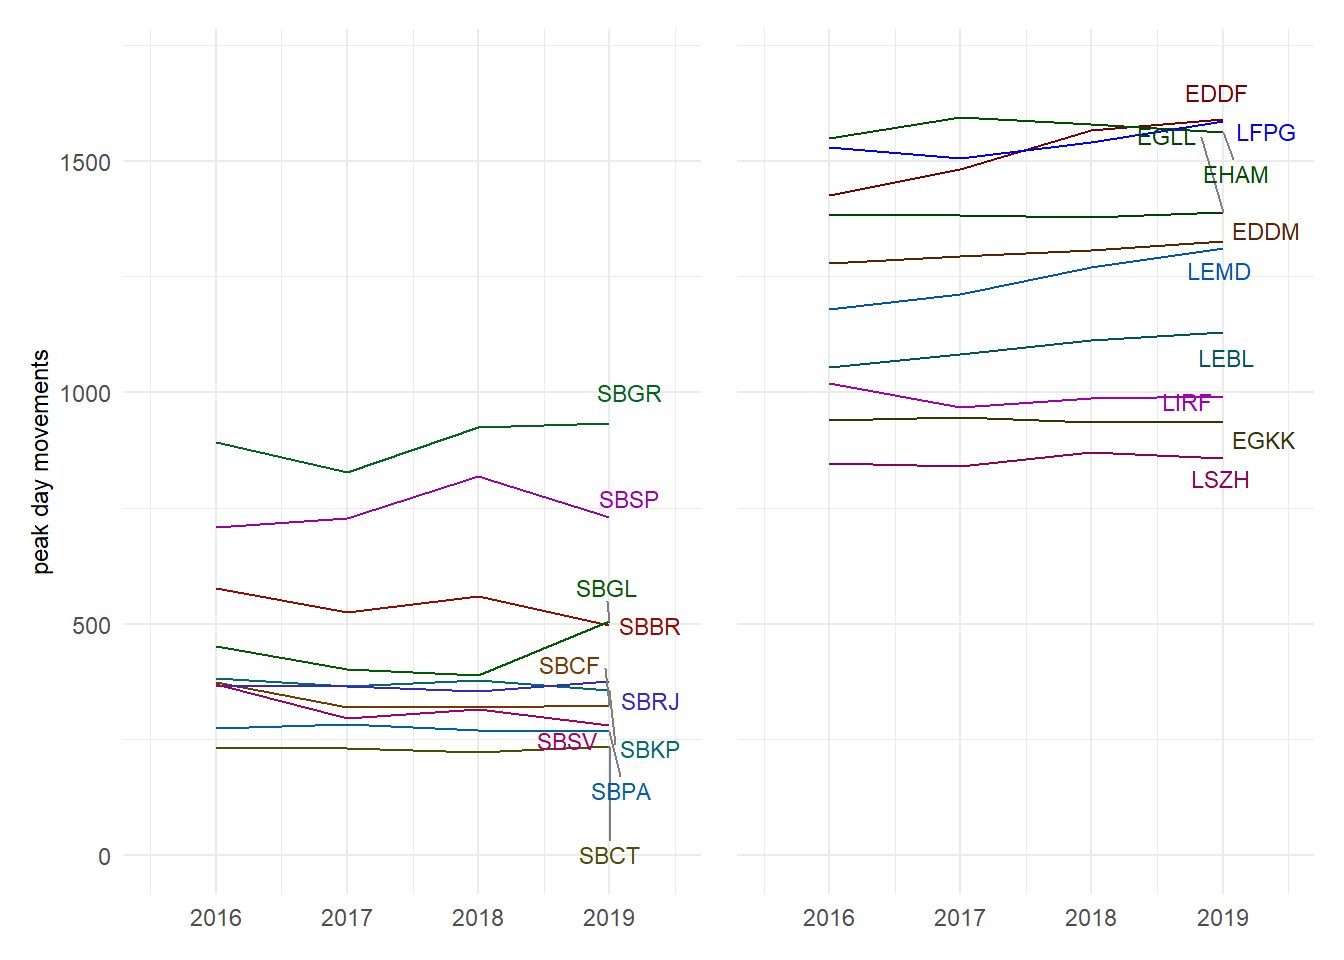 peak day movements
1500
1000
500
0
SBGR
SBSP
SBGL
SBBR
SBCF
SBRJ
SBSV
SBKP
SBPA
SBCT
2016 2017 2018 2019
EDDF
LFPG
EGLL
EHAM
EDDM
LEMD
LEBL
LIRF
EGKK
LSZH
2016 2017 2018 2019